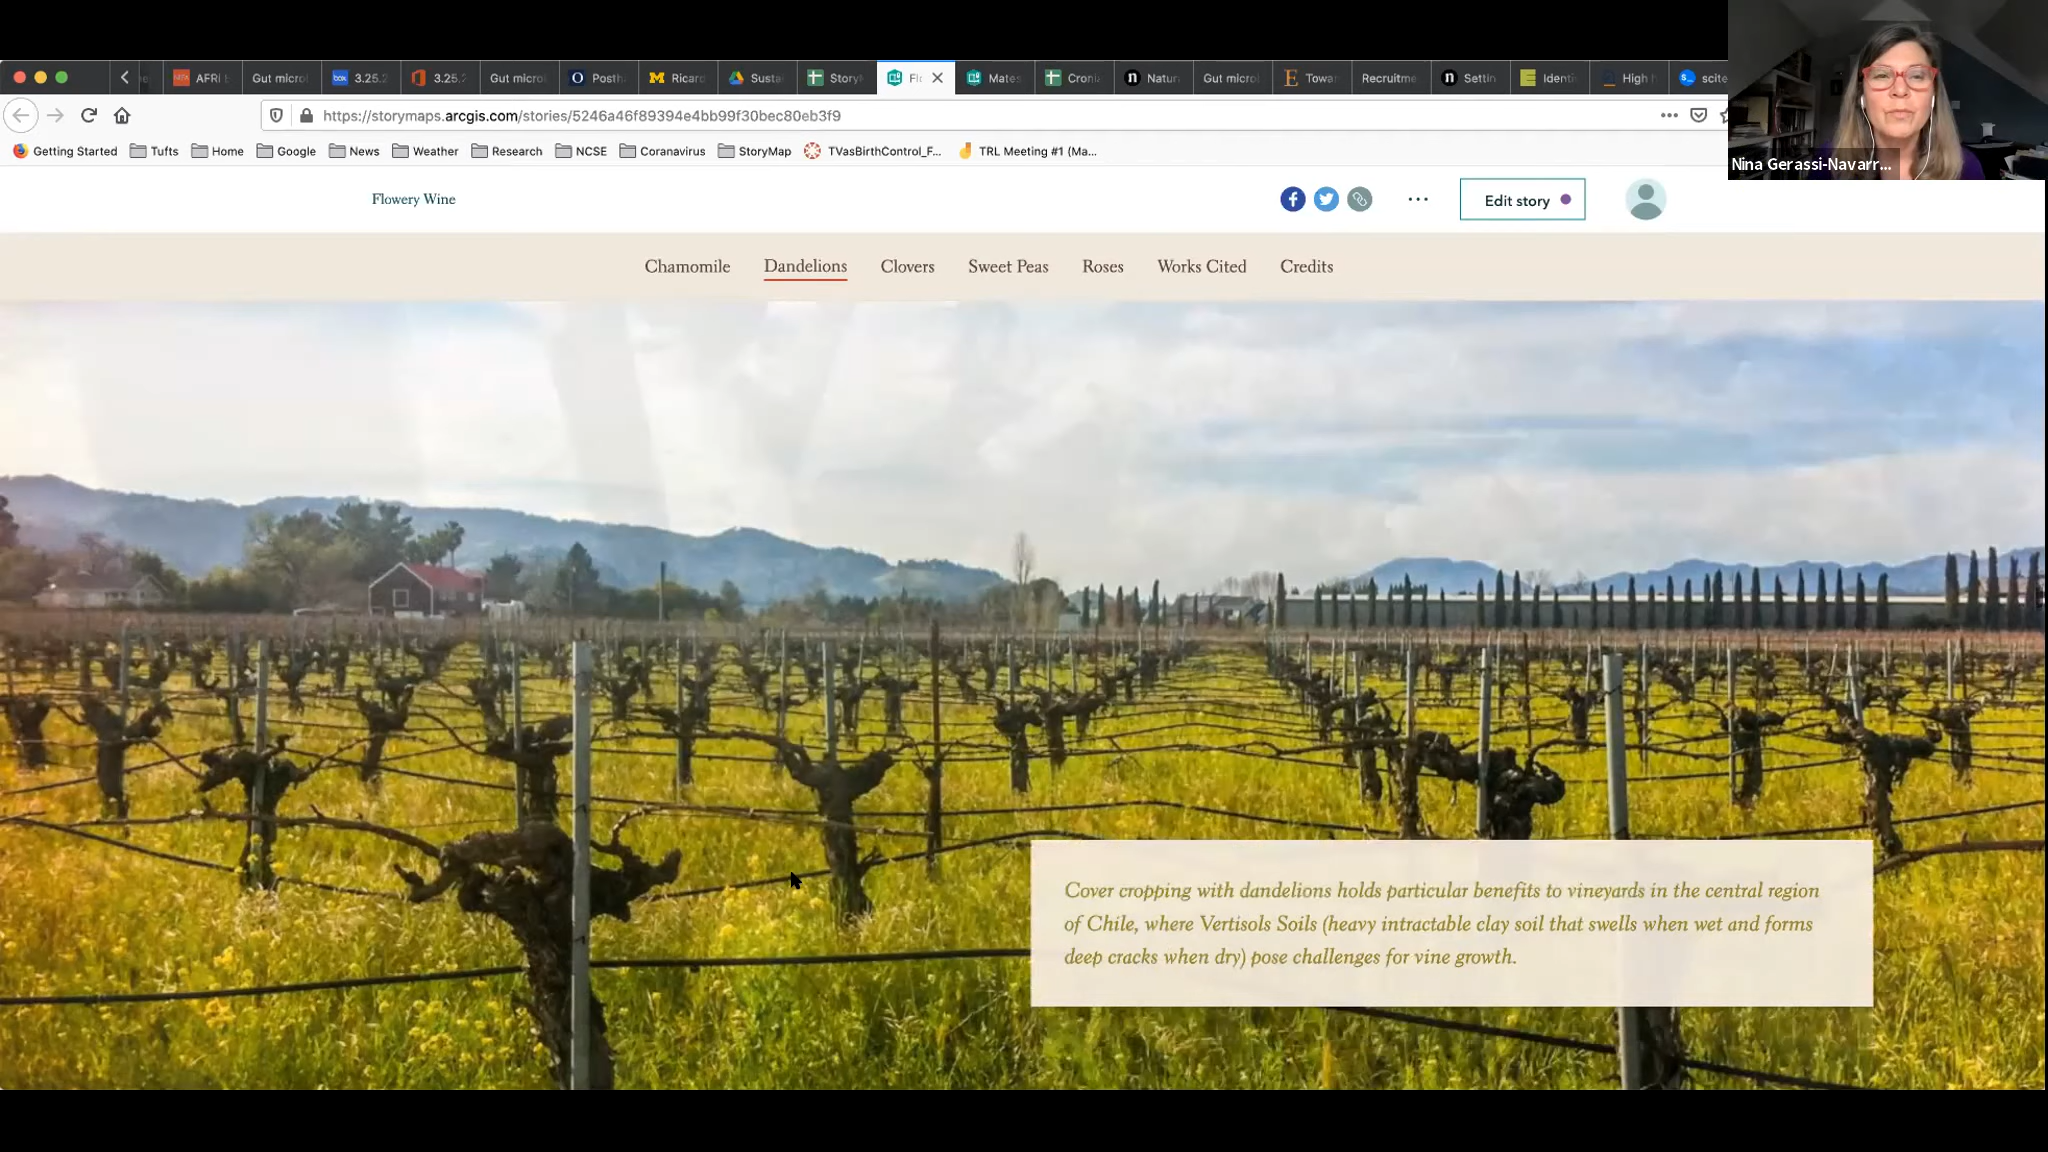 AFRI
Gut micro
3.25.2
3.25.
Gut micro
Posth
Ricard
Susta
Story
Fl
Mates
Croni
Natur
Gut micro
Towar
Recruitme
Settin
Identi
High h
scite
https://storymaps.arcgis.com/stories/5246a46f89394e4bb99f30bec80eb3f9
Getting Started
Tufts
Home
Google
News
Weather
Research
NCSE
Coranavirus
StoryMap
TVasBirthControl_F...
TRL Meeting #1 (Ma...
Nina Gerassi-Navarr...
Flowery Wine
Edit story
Chamomile
Dandelions
Clovers
Sweet Peas
Roses
Works Cited
Credits
Cover cropping with dandelions holds particular benefits to vineyards in the central region
of Chile, where Vertisols Soils (heavy intractable clay soil that swells when wet and forms
deep cracks when dry) pose challenges for vine growth.